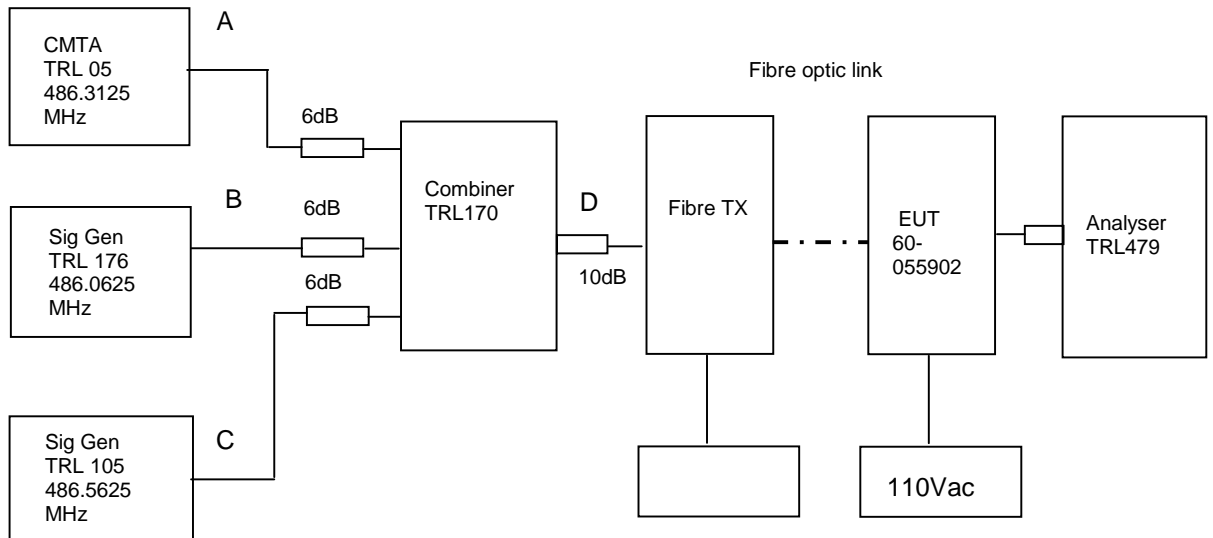 A
CMTA
TRL 05
486.3125
MHz
Fibre optic link
6dB
Combiner
TRL170
D
Fibre TX
EUT
60-
055902
Analyser
TRL479
B
6dB
Sig Gen
TRL 176
486.0625
MHz
6dB
10dB
C
Sig Gen
TRL 105
486.5625
MHz
110Vac